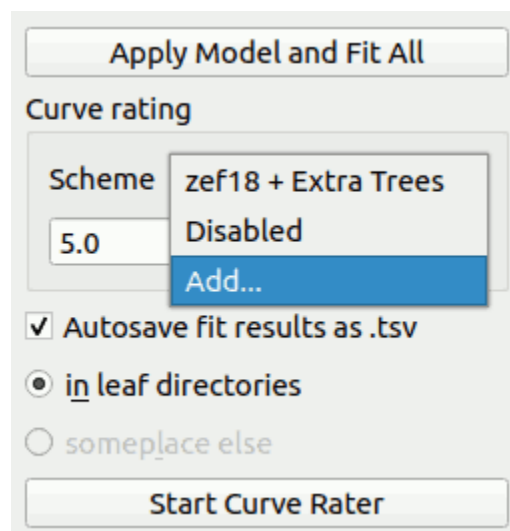 Apply Model and Fit All
Curve rating
Scheme
zef18 + Extra Trees
5.0
Disabled
Add...
Autosave fit results as .tsv
in leaf directories
someplace else
Start Curve Rater